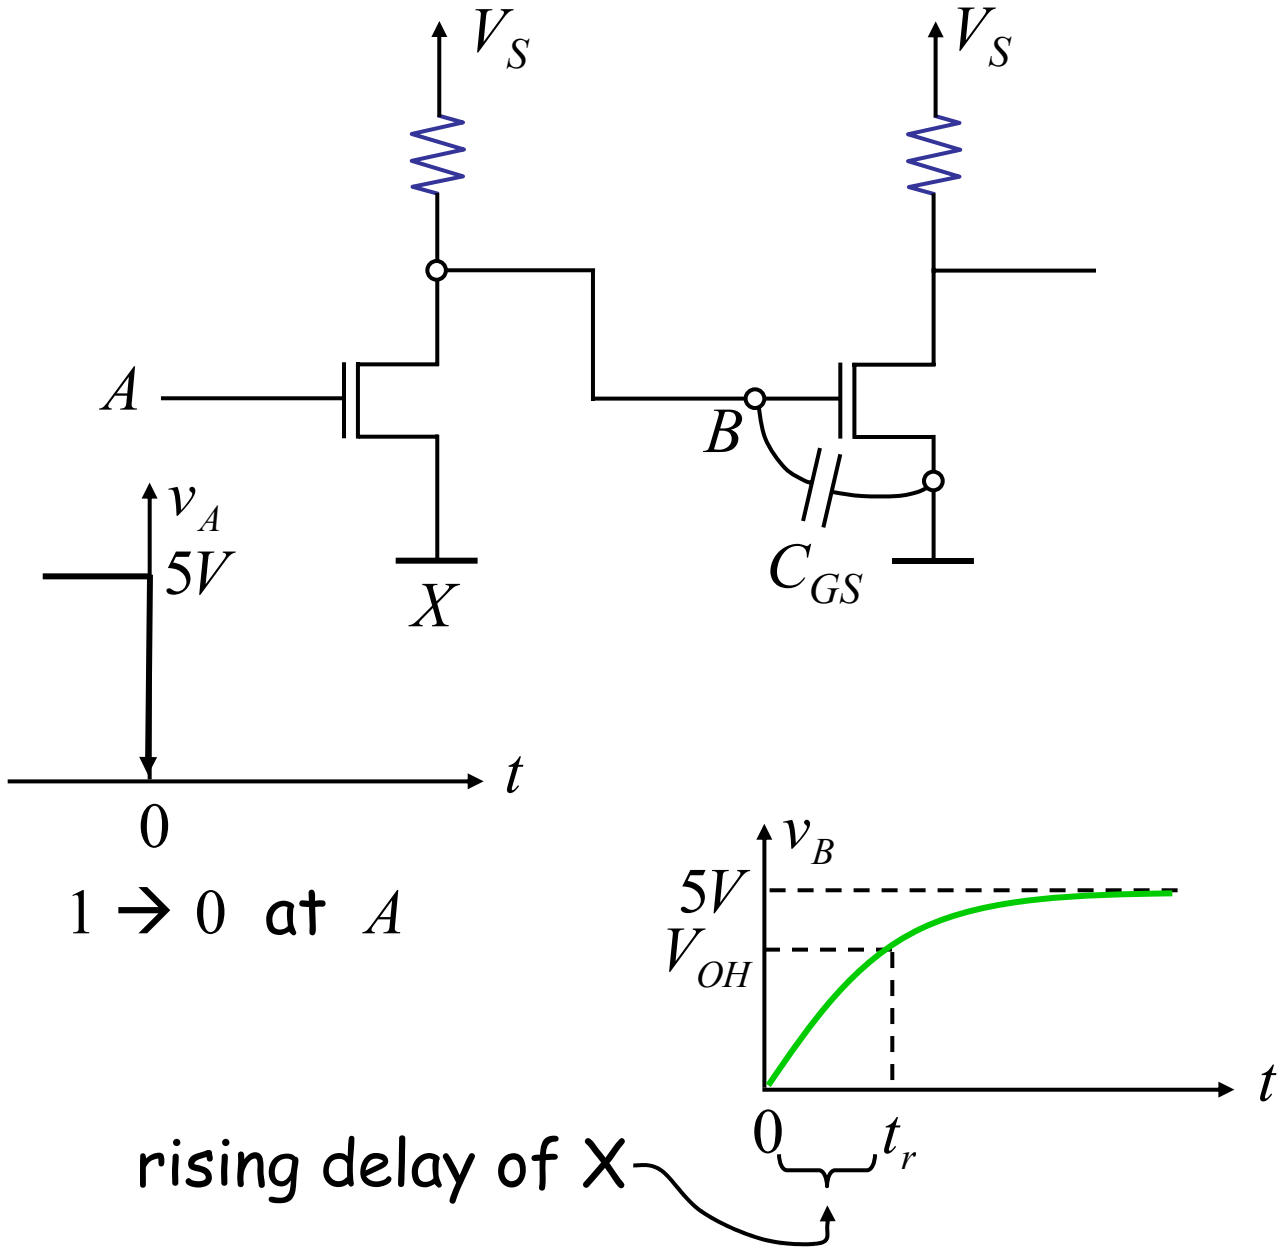 V_S
V_S
A
B
v_A
5V
C_GS
X
t
0
1 → 0 at A
v_B
5V
V_OH
t
0
t_r
rising delay of X